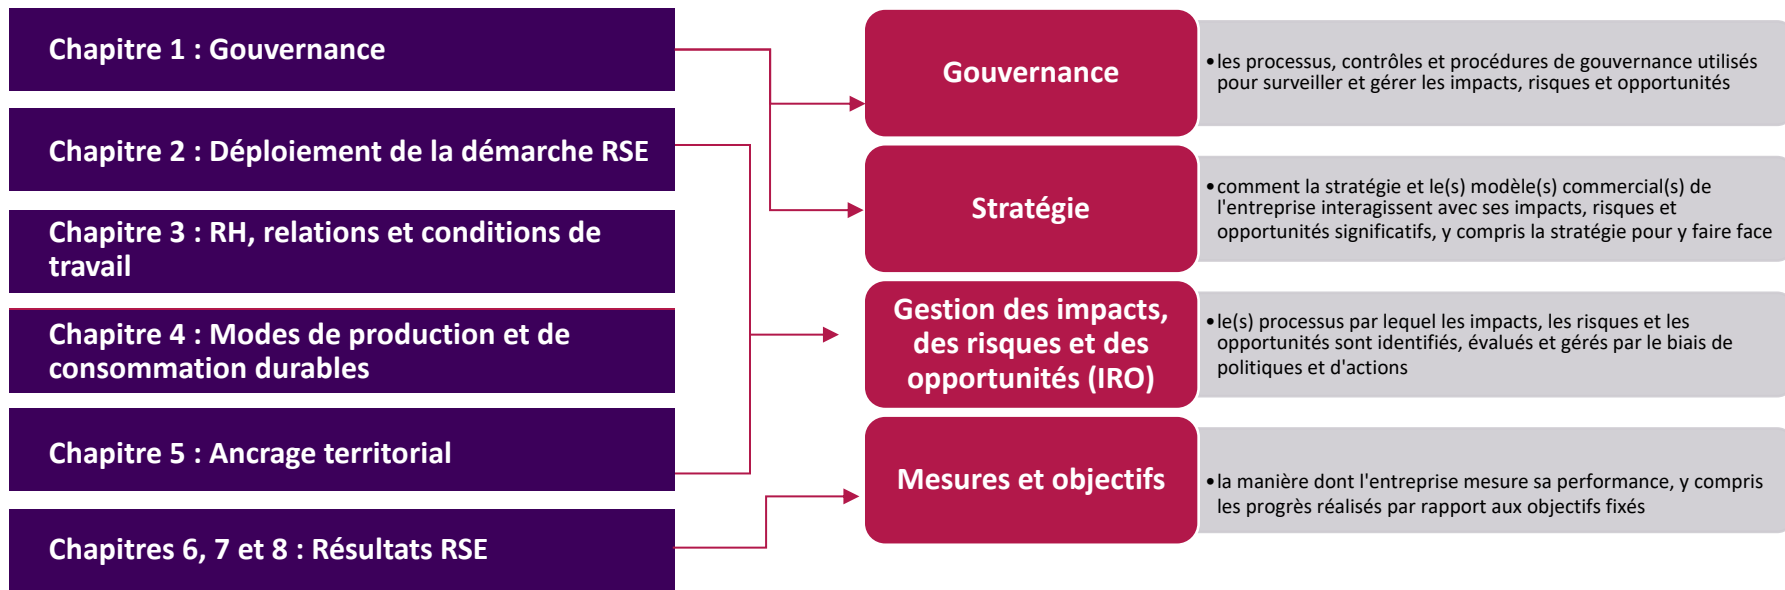 Chapitre 1 : Gouvernance
Chapitre 2 : Déploiement de la démarche RSE
Chapitre 3 : RH, relations et conditions de
travail
Chapitre 4 : Modes de production et de
consommation durables
Chapitre 5 : Ancrage territorial
Chapitres 6, 7 et 8 : Résultats RSE
Gouvernance
•les processus, contrôles et procédures de gouvernance utilisés
pour surveiller et gérer les impacts, risques et opportunités
Stratégie
•comment la stratégie et le(s) modèle(s) commercial(s) de
l'entreprise interagissent avec ses impacts, risques et
opportunités significatifs, y compris la stratégie pour y faire face
Gestion des impacts,
des risques et des
opportunités (IRO)
•le(s) processus par lequel les impacts, les risques et les
opportunités sont identifiés, évalués et gérés par le biais de
politiques et d'actions
Mesures et objectifs
•la manière dont l'entreprise mesure sa performance, y compris
les progrès réalisés par rapport aux objectifs fixés